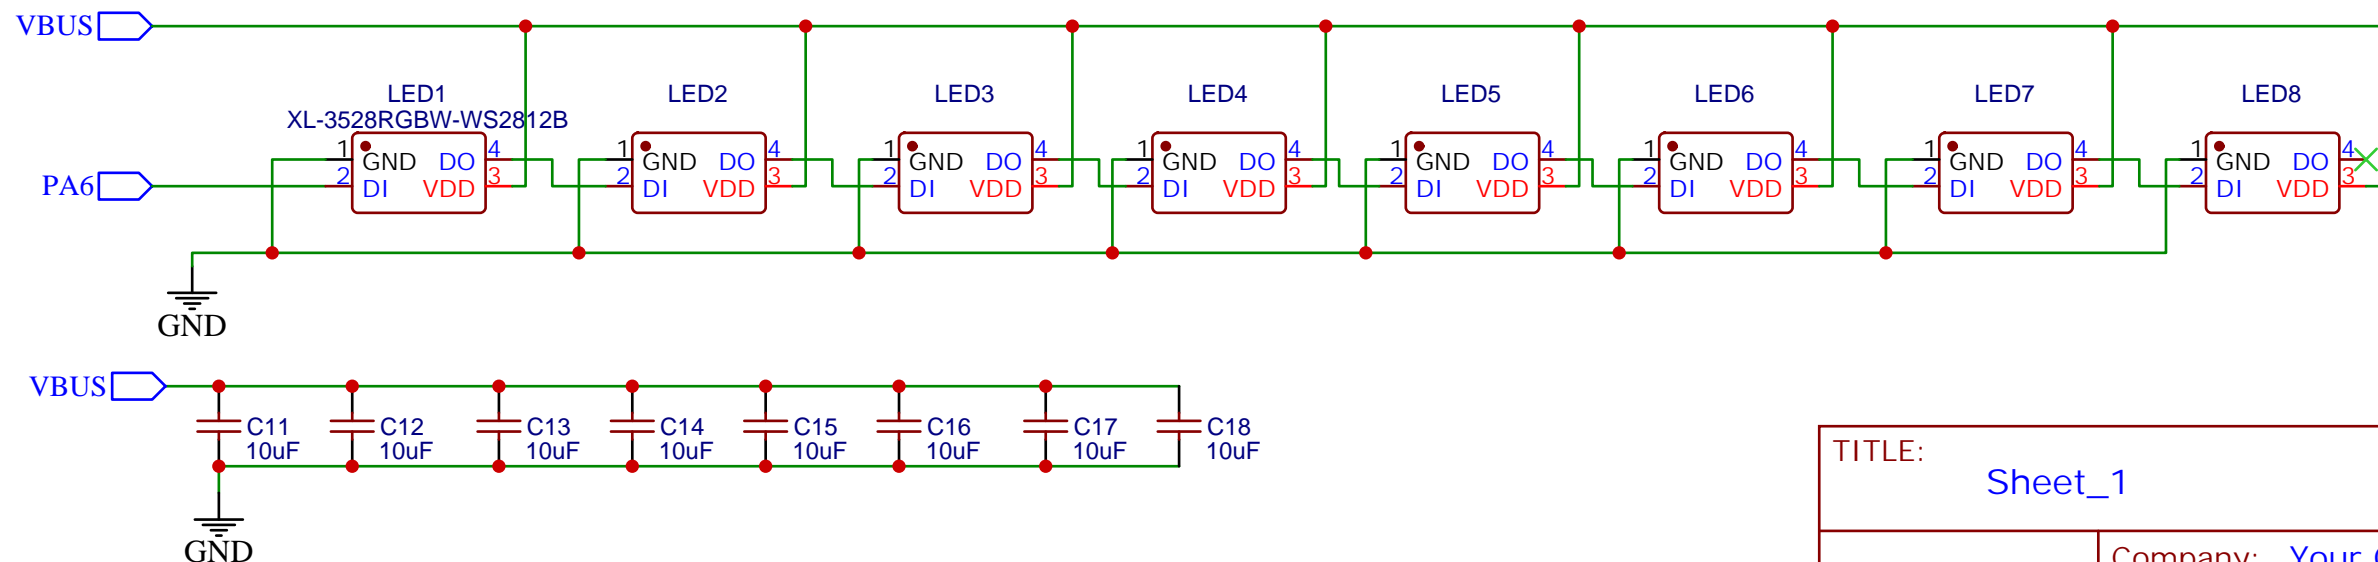 VBUS
LED1 LED2 LED3 LED4 LED5 LED6 LED7 LED8
XL-3528RGBW-WS2812B
1 GND DO 4 1 GND DO 4 1 GND DO 4 1 GND DO 4 1 GND DO 4 1 GND DO 4 1 GND DO 4 1 GND DO 4
PA6 2 DI VDD 3 2 DI VDD 3 2 DI VDD 3 2 DI VDD 3 2 DI VDD 3 2 DI VDD 3 2 DI VDD 3 2 DI VDD 3
GND
VBUS
C11 C12 C13 C14 C15 C16 C17 C18
10uF 10uF 10uF 10uF 10uF 10uF 10uF 10uF
GND
TITLE:
Sheet_1
Company: Your